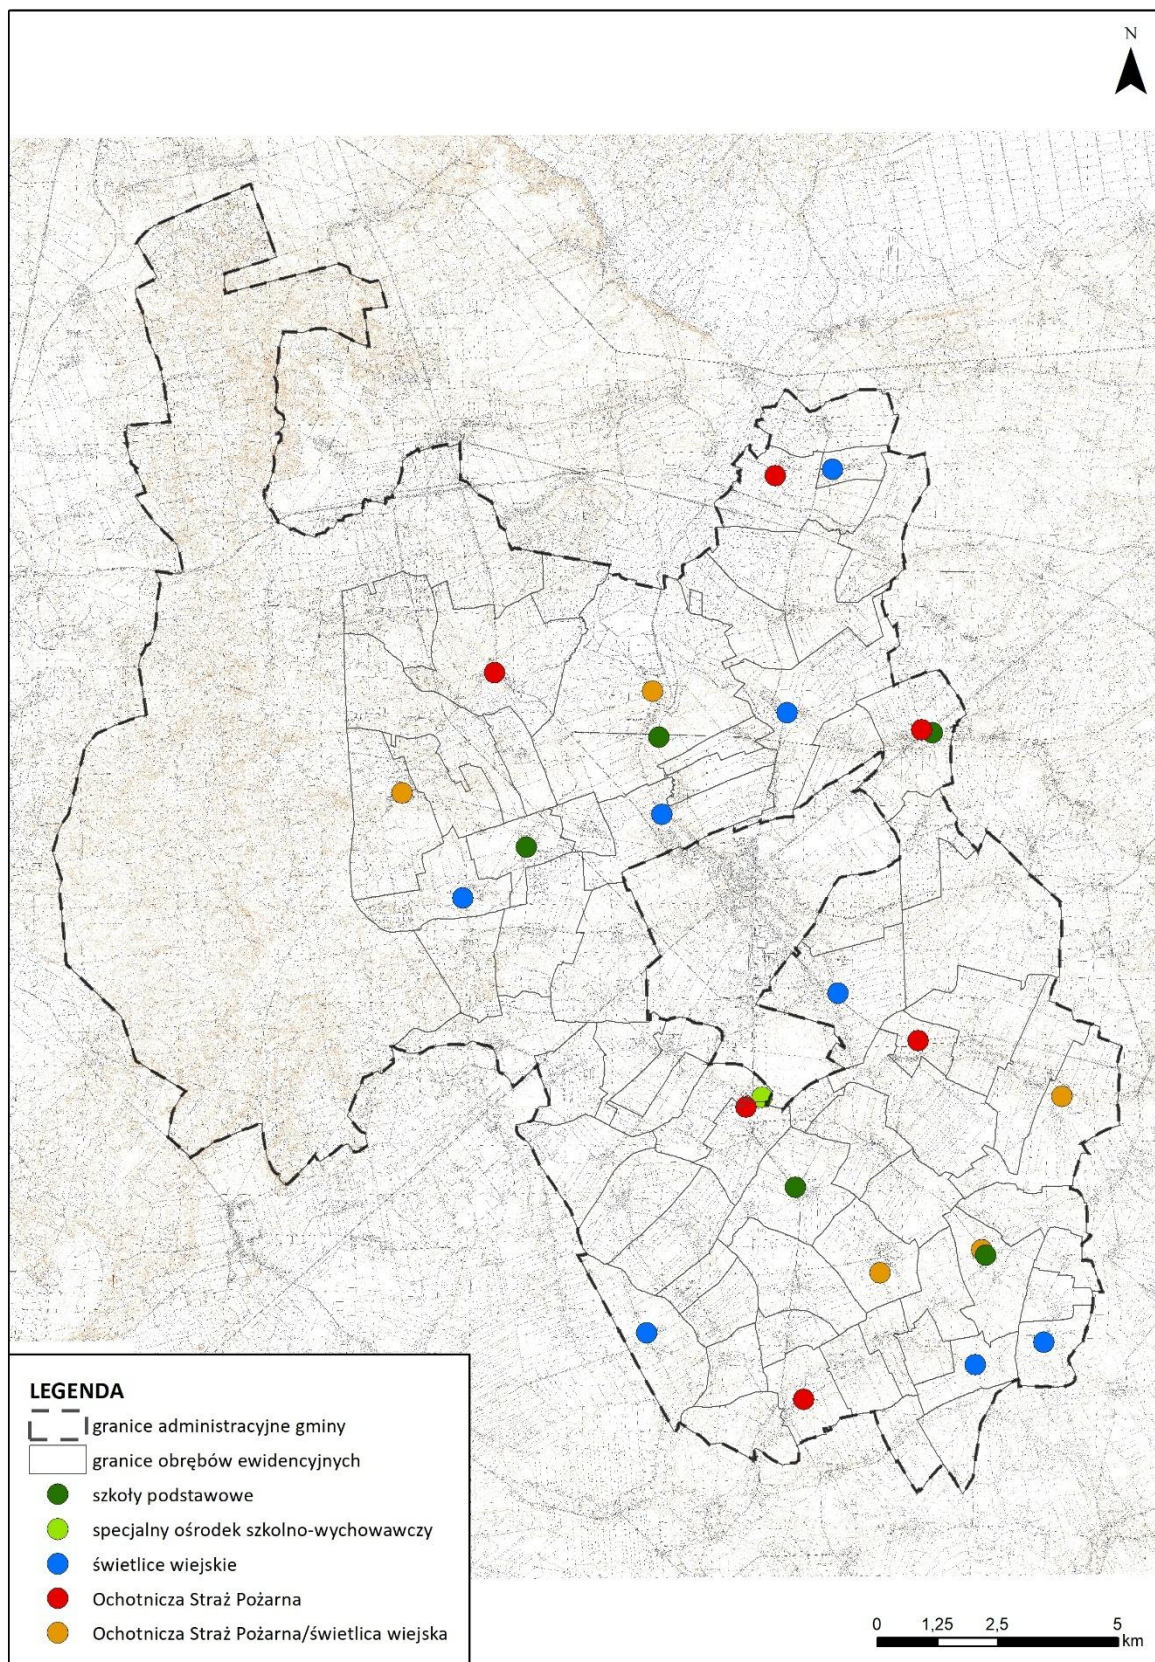 N
LEGENDA
granice administracyjne gminy
granice obrębów ewidencyjnych
szkoły podstawowe
specjalny ośrodek szkolno-wychowawczy
świetlice wiejskie
Ochotnicza Straż Pożarna
Ochotnicza Straż Pożarna/świetlica wiejska
0 1,25 2,5 5
km